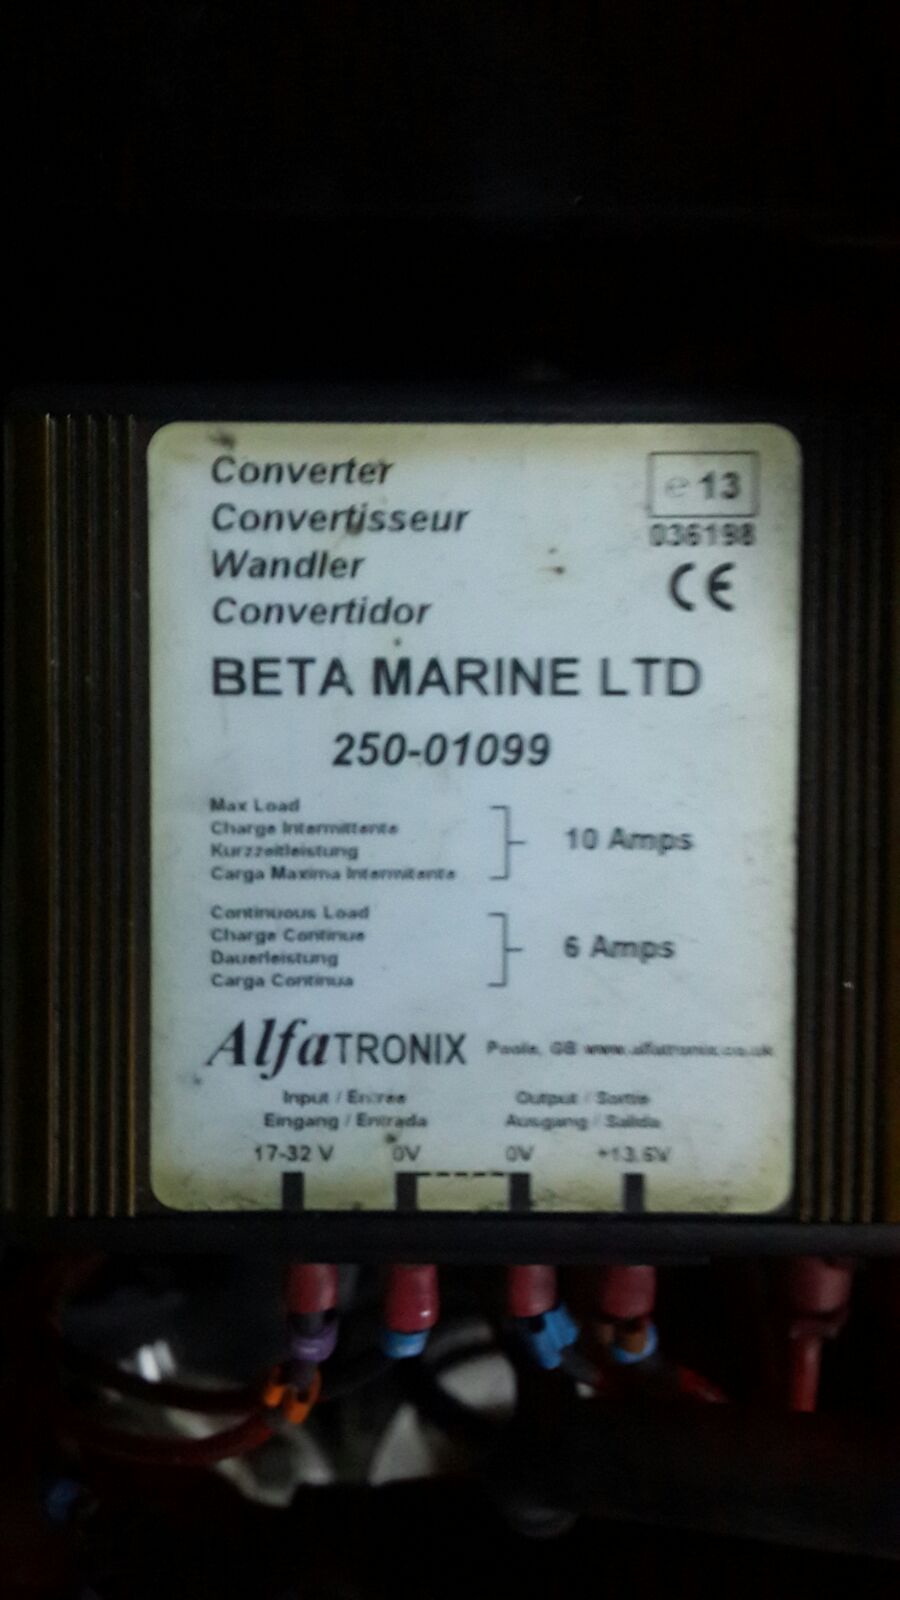 Converter
Convertisseur
Wandler
Convertidor
e 13
036198
CE
BETA MARINE LTD
250-01099
Max Load
Charge Intermittente
Kurzzeitleistung
Carga Maxima Intermitente
10 Amps
Continuous Load
Charge Continue
Dauerleistung
Carga Continua
6 Amps
AlfaTRONIX Poole, GB www.alfatronix.co.uk
Input / Entrée Output / Sortie
Eingang / Entrada Ausgang / Salida
17-32 V 0V 0V +13.6V